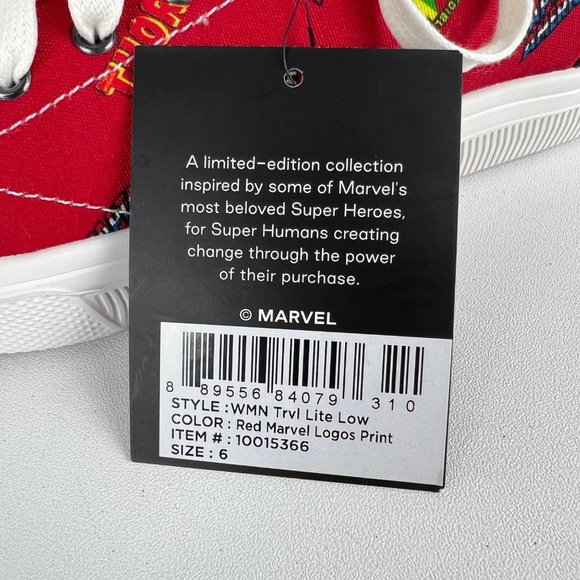 THOR
A limited-edition collection
inspired by some of Marvel's
most beloved Super Heroes,
for Super Humans creating
change through the power
of their purchase.
© MARVEL
8 89556 84079 310
STYLE : WMN Trvl Lite Low
COLOR : Red Marvel Logos Print
ITEM # : 10015366
SIZE : 6